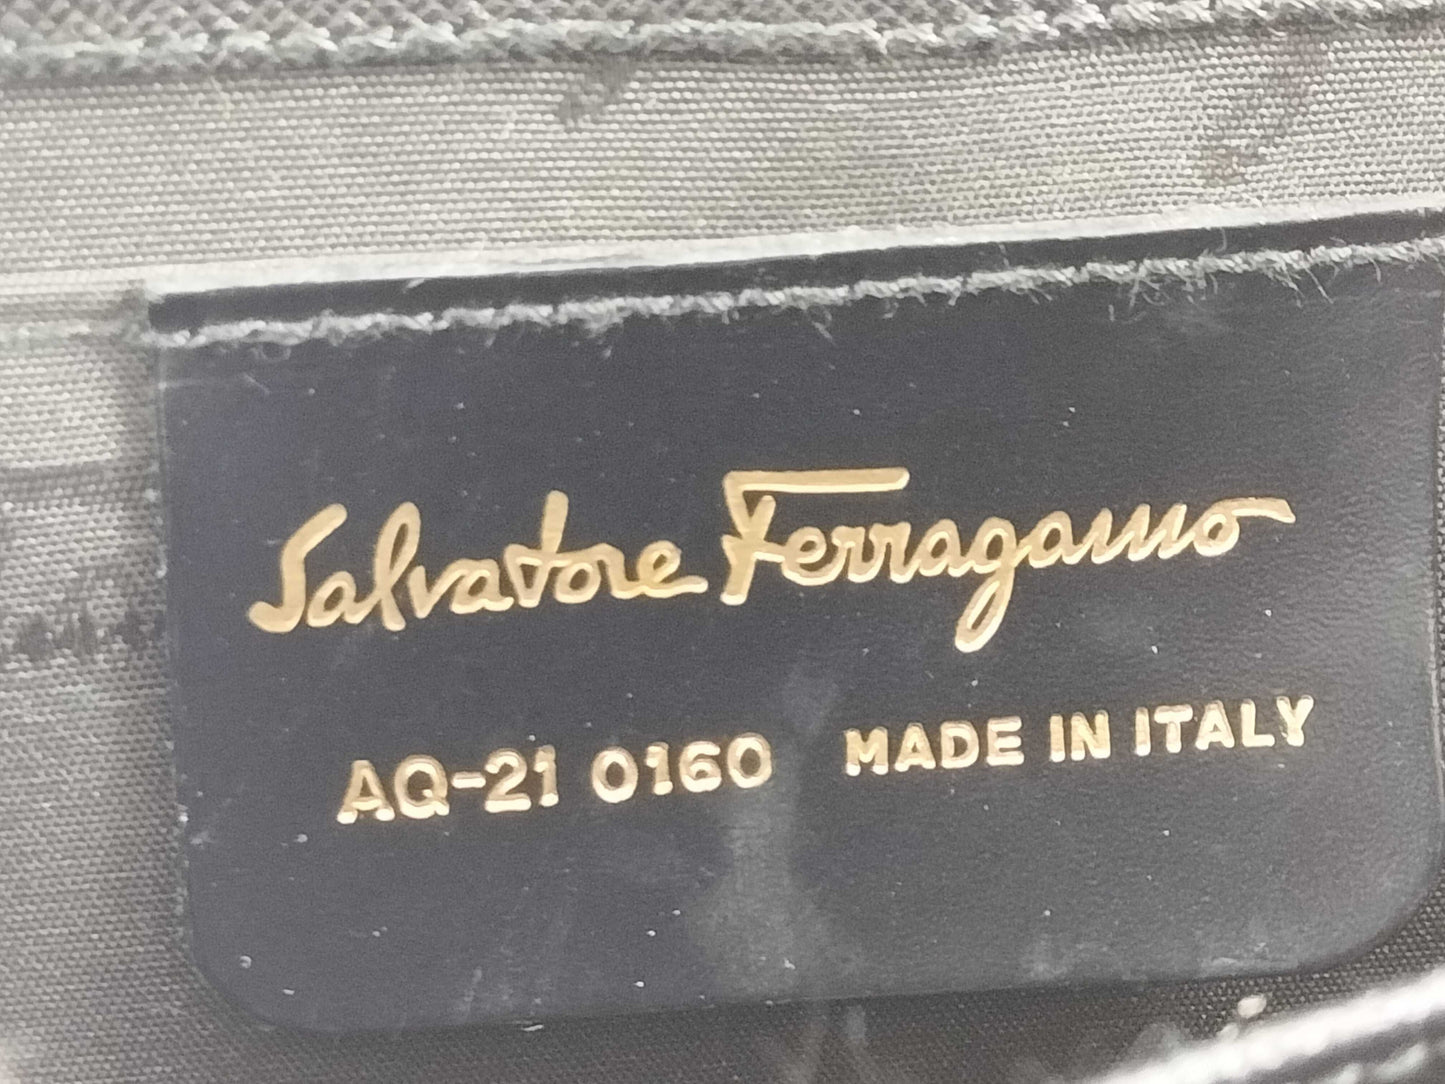 Salvatore Ferragamo
AQ-21 0160 MADE IN ITALY